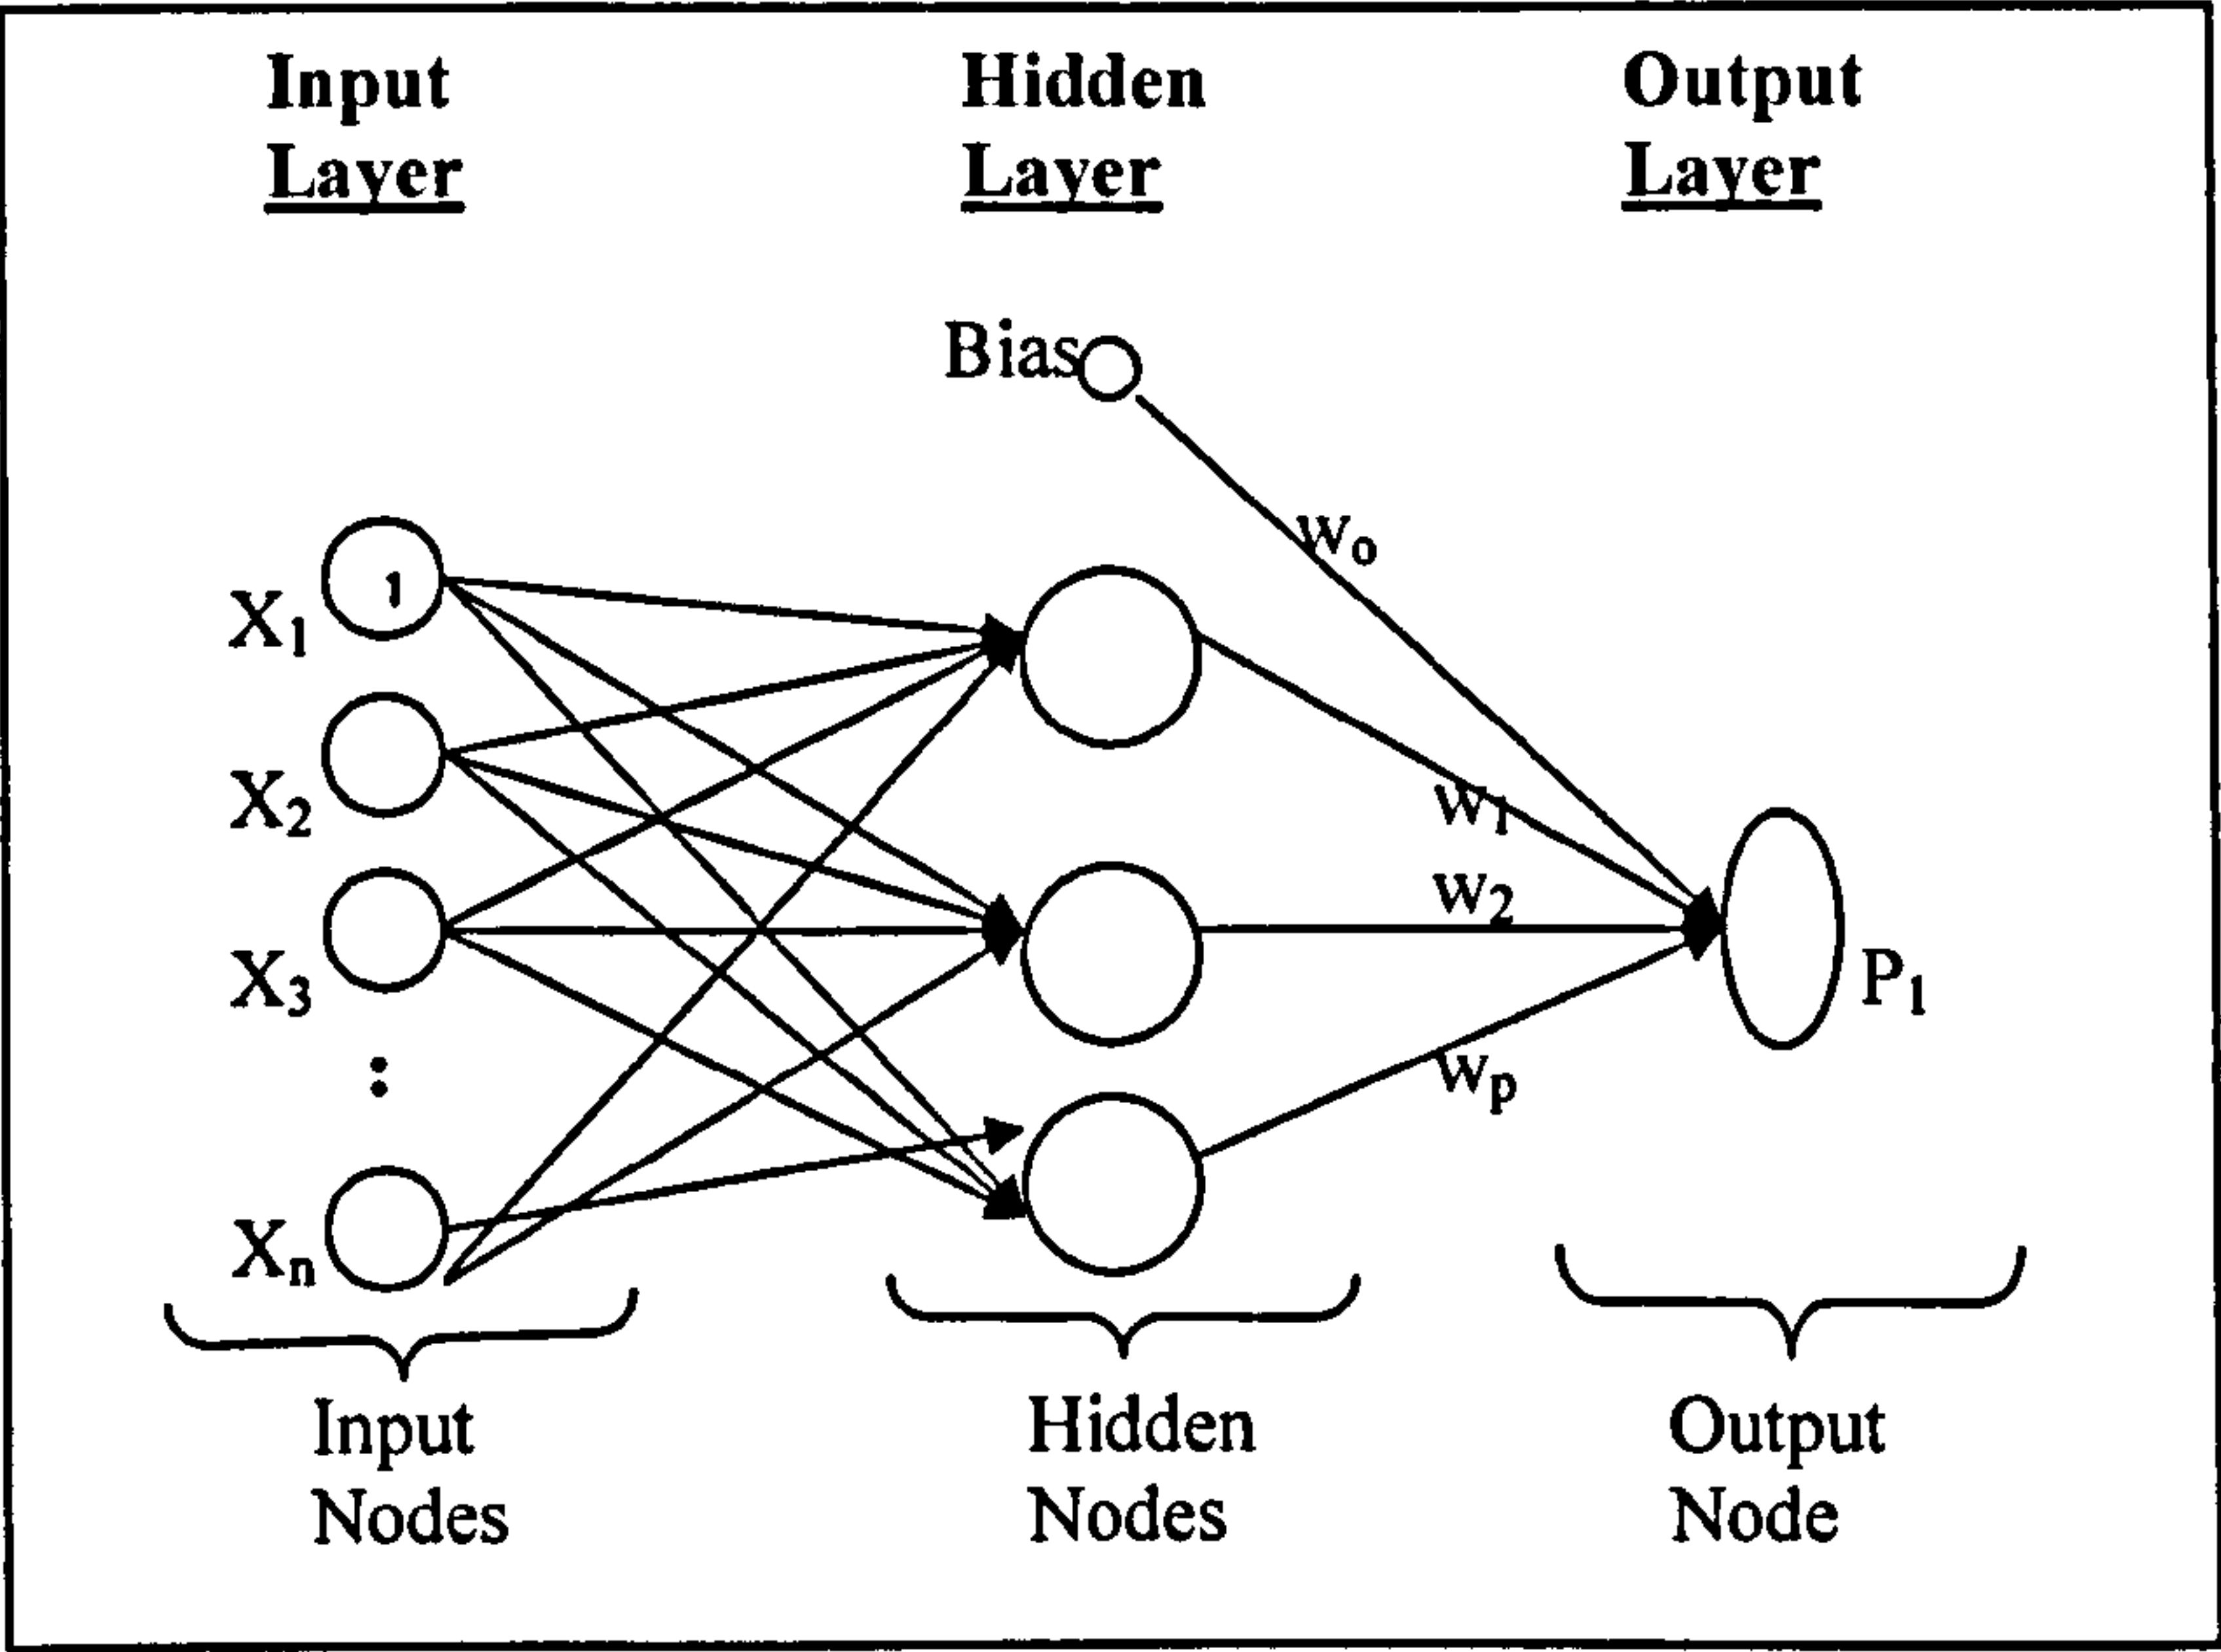 Input
Layer
Hidden
Layer
Output
Layer
Bias
w₀
1
X₁
X₂
X₃
:
Xₙ
w₁
w₂
wₚ
P₁
Input
Nodes
Hidden
Nodes
Output
Node